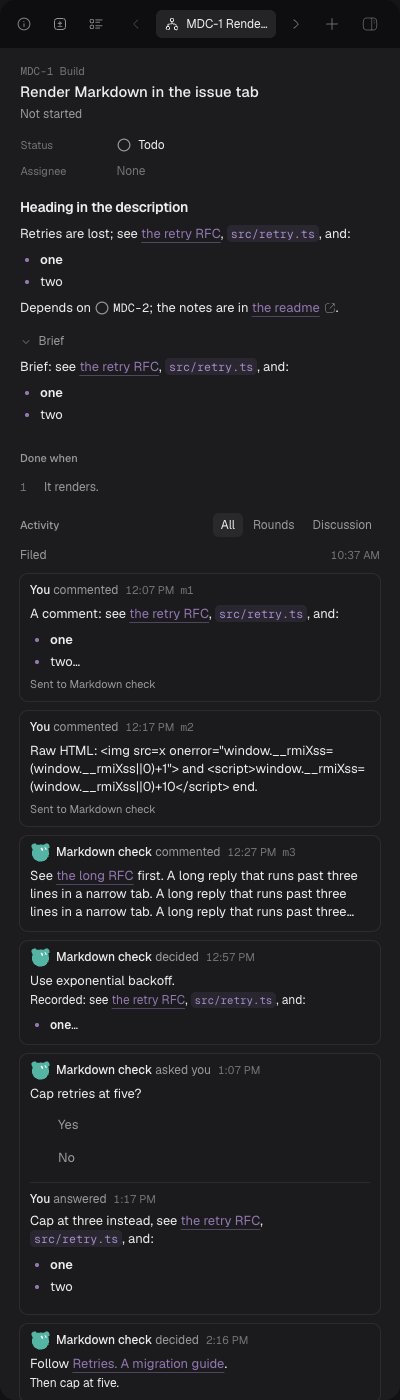 MDC-1 Rende…
MDC-1 Build
Render Markdown in the issue tab
Not started
Status Todo
Assignee None
Heading in the description
Retries are lost; see the retry RFC, src/retry.ts, and:
one
two
Depends on MDC-2; the notes are in the readme.
Brief
Brief: see the retry RFC, src/retry.ts, and:
one
two
Done when
1 It renders.
Activity All Rounds Discussion
Filed 10:37 AM
You commented 12:07 PM m1
A comment: see the retry RFC, src/retry.ts, and:
one
two…
Sent to Markdown check
You commented 12:17 PM m2
Raw HTML: <img src=x onerror="window.__rmiXss=
(window.__rmiXss||0)+1"> and <script>window.__rmiXss=
(window.__rmiXss||0)+10</script> end.
Sent to Markdown check
Markdown check commented 12:27 PM m3
See the long RFC first. A long reply that runs past three
lines in a narrow tab. A long reply that runs past three
lines in a narrow tab. A long reply that runs past three…
Markdown check decided 12:57 PM
Use exponential backoff.
Recorded: see the retry RFC, src/retry.ts, and:
one…
Markdown check asked you 1:07 PM
Cap retries at five?
Yes
No
You answered 1:17 PM
Cap at three instead, see the retry RFC,
src/retry.ts, and:
one
two
Markdown check decided 2:16 PM
Follow Retries. A migration guide.
Then cap at five.